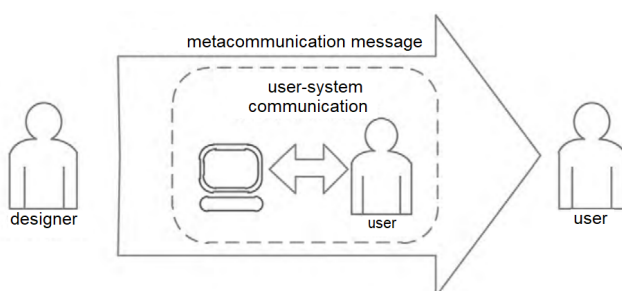 metacommunication message
user-system
communication
designer
user
user